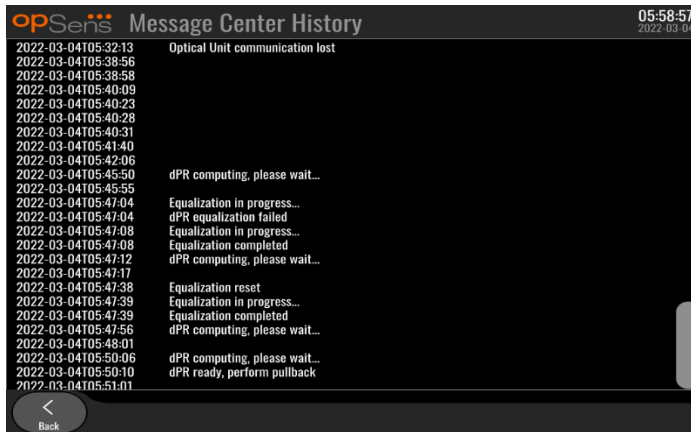 opSens Message Center History
05:58:57
2022-03-04
2022-03-04T05:32:13 Optical Unit communication lost
2022-03-04T05:38:56
2022-03-04T05:38:58
2022-03-04T05:40:09
2022-03-04T05:40:23
2022-03-04T05:40:28
2022-03-04T05:40:31
2022-03-04T05:41:40
2022-03-04T05:42:06
2022-03-04T05:45:50 dPR computing, please wait...
2022-03-04T05:45:55
2022-03-04T05:47:04 Equalization in progress...
2022-03-04T05:47:04 dPR equalization failed
2022-03-04T05:47:08 Equalization in progress...
2022-03-04T05:47:08 Equalization completed
2022-03-04T05:47:12 dPR computing, please wait...
2022-03-04T05:47:17
2022-03-04T05:47:38 Equalization reset
2022-03-04T05:47:39 Equalization in progress...
2022-03-04T05:47:39 Equalization completed
2022-03-04T05:47:56 dPR computing, please wait...
2022-03-04T05:48:01
2022-03-04T05:50:06 dPR computing, please wait...
2022-03-04T05:50:10 dPR ready, perform pullback
2022-03-04T05:51:01
Back